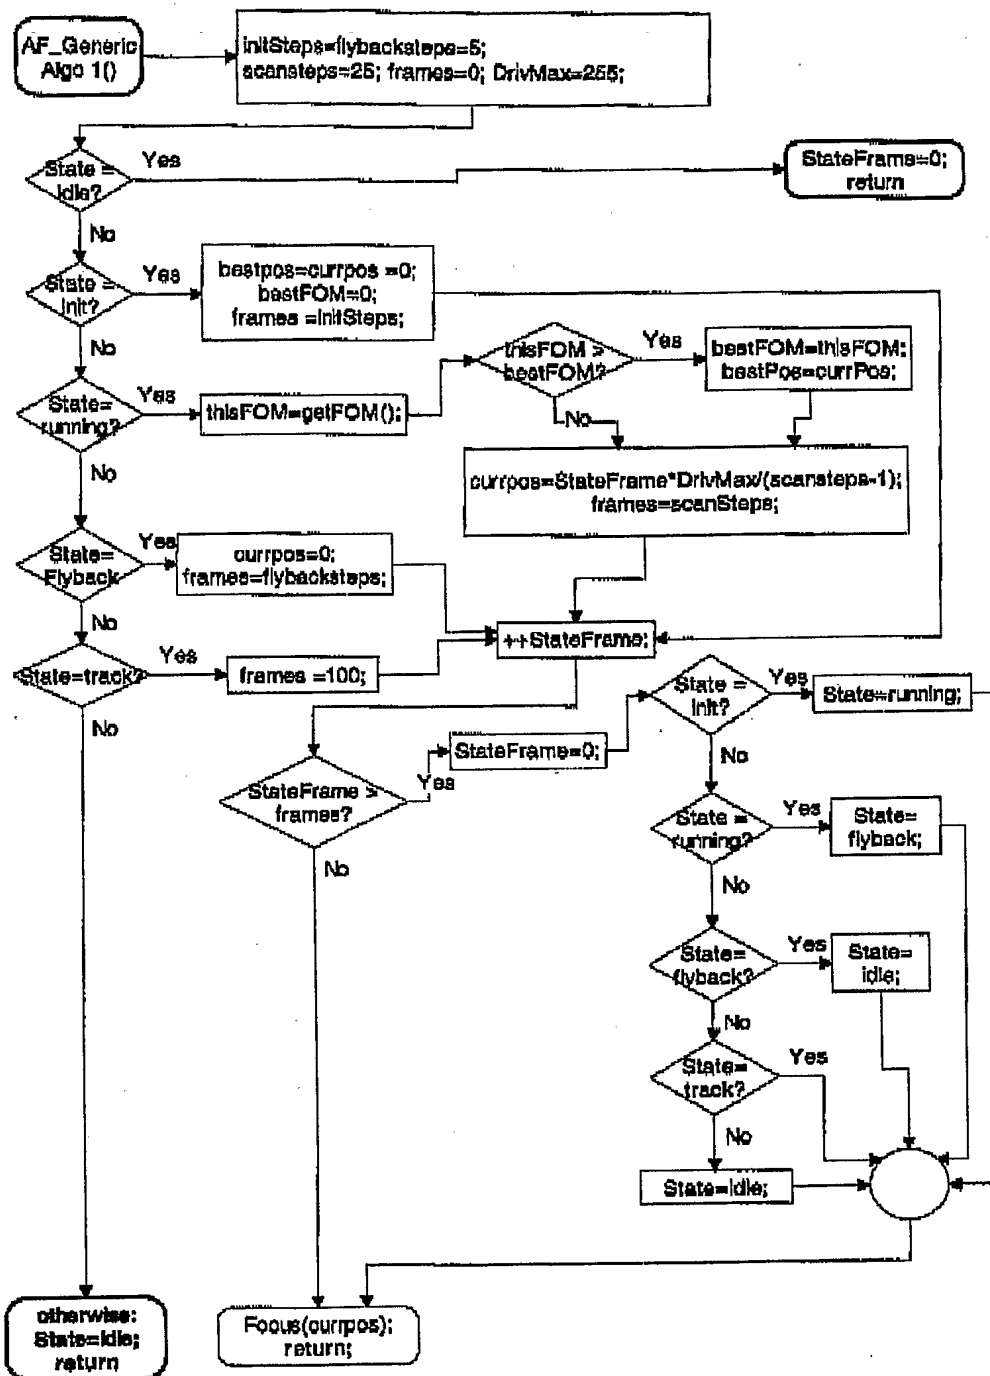 AF_Generic
Algo 1()
initSteps=flybacksteps=5;
scansteps=25; frames=0; DrivMax=255;
State =
Idle?
Yes
StateFrame=0;
return
No
State =
Init?
Yes
bestpos=currpos =0;
bestFOM=0;
frames =InitSteps;
No
thisFOM >
bestFOM?
Yes
bestFOM=thisFOM;
bestPos=currPos;
State=
running?
Yes
thisFOM=getFOM();
No
No
currpos=StateFrame*DrivMax/(scansteps-1);
frames=scanSteps;
State=
Flyback
Yes
currpos=0;
frames=flybacksteps;
No
++StateFrame;
State=track?
Yes
frames =100;
No
State =
Init?
Yes
State=running;
No
StateFrame >
frames?
Yes
StateFrame=0;
No
State =
running?
Yes
State=
flyback;
No
State=
flyback?
Yes
State=
idle;
No
State=
track?
Yes
No
State=Idle;
otherwise:
State=Idle;
return
Focus(currpos);
return;